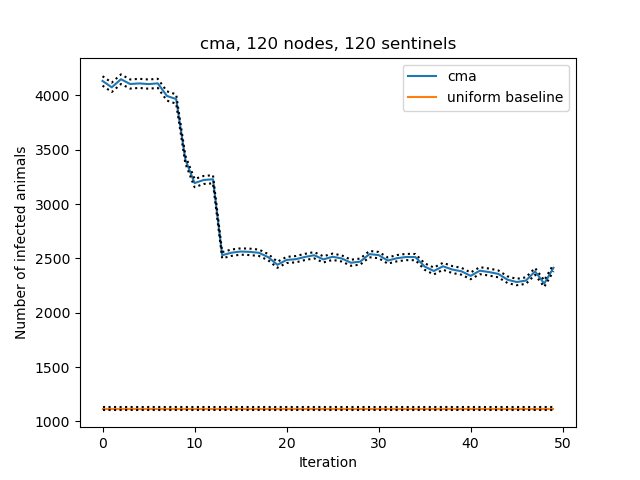 cma, 120 nodes, 120 sentinels
cma
uniform baseline
Number of infected animals
4000
3500
3000
2500
2000
1500
1000
0 10 20 30 40 50
Iteration